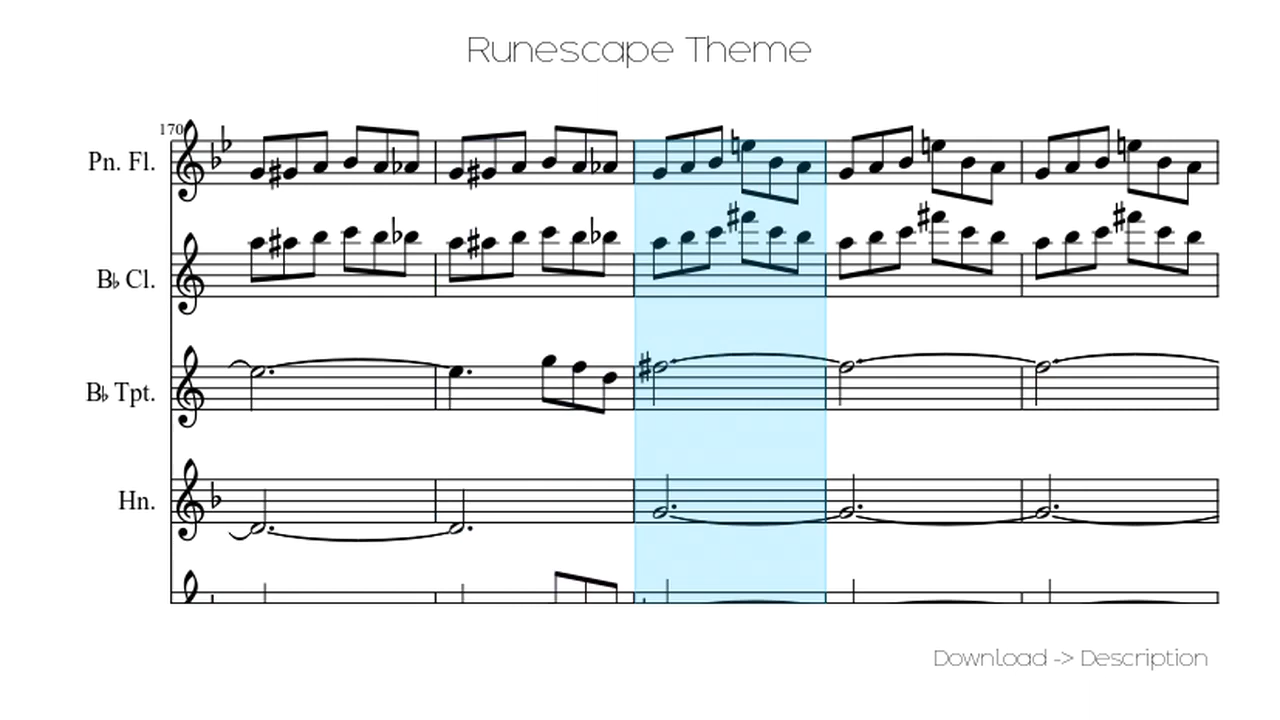 Runescape Theme
170
Pn. Fl.
B♭ Cl.
B♭ Tpt.
Hn.
Download -> Description